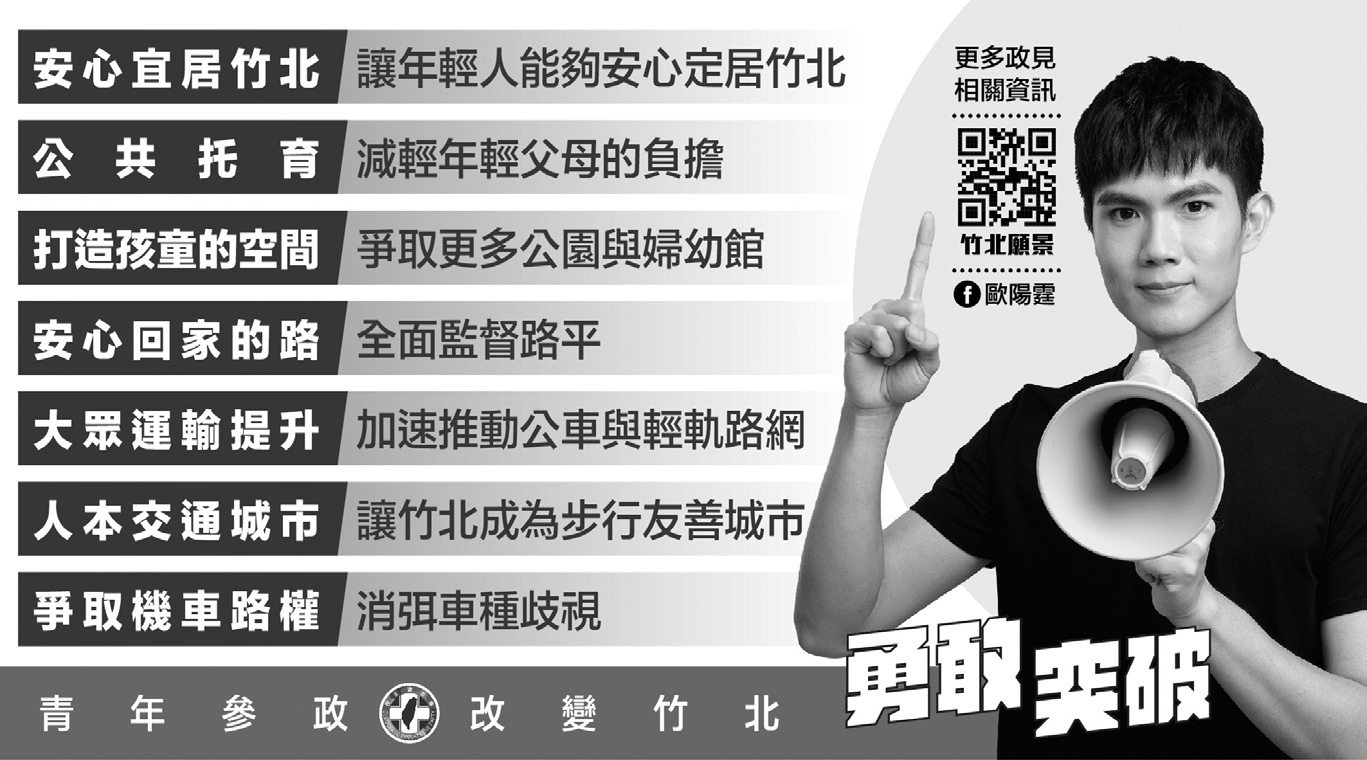 安心宜居竹北 讓年輕人能夠安心定居竹北
公共托育 減輕年輕父母的負擔
打造孩童的空間 爭取更多公園與婦幼館
安心回家的路 全面監督路平
大眾運輸提升 加速推動公車與輕軌路網
人本交通城市 讓竹北成為步行友善城市
爭取機車路權 消弭車種歧視
青年參政 改變竹北
更多政見
相關資訊
竹北願景
f 歐陽霆
勇敢突破